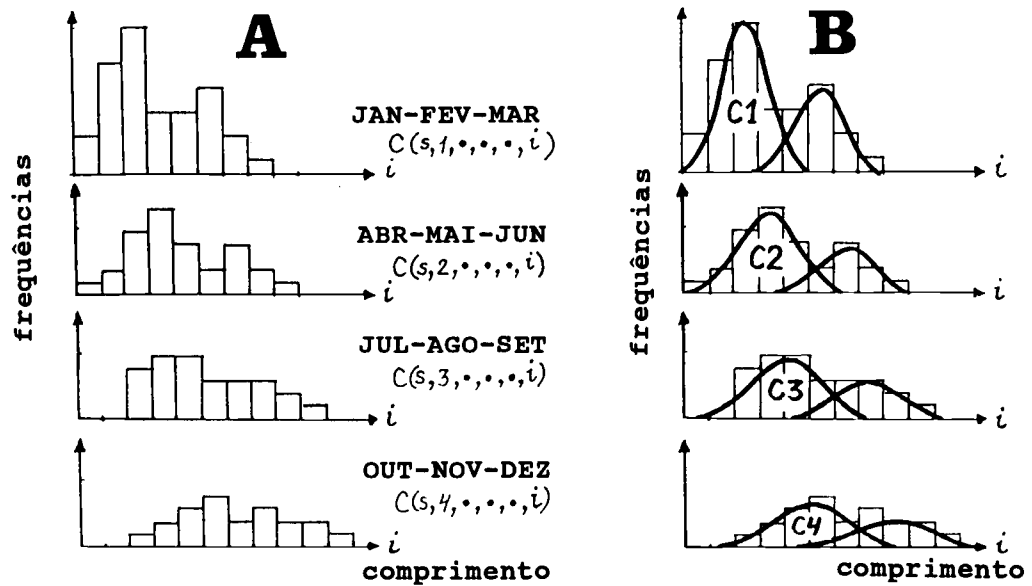 A
frequências
JAN-FEV-MAR
C(s,1,•,•,•,i)
i
ABR-MAI-JUN
C(s,2,•,•,•,i)
i
JUL-AGO-SET
C(s,3,•,•,•,i)
i
OUT-NOV-DEZ
C(s,4,•,•,•,i)
i
comprimento
B
frequências
C1
i
C2
i
C3
i
C4
i
comprimento